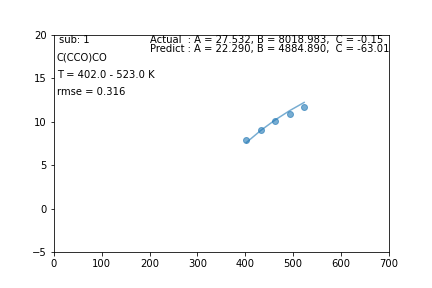 sub: 1
Actual : A = 27.532, B = 8018.983, C = -0.15
Predict : A = 22.290, B = 4884.890, C = -63.01
C(CCO)CO
T = 402.0 - 523.0 K
rmse = 0.316
20
15
10
5
0
−5
0 100 200 300 400 500 600 700